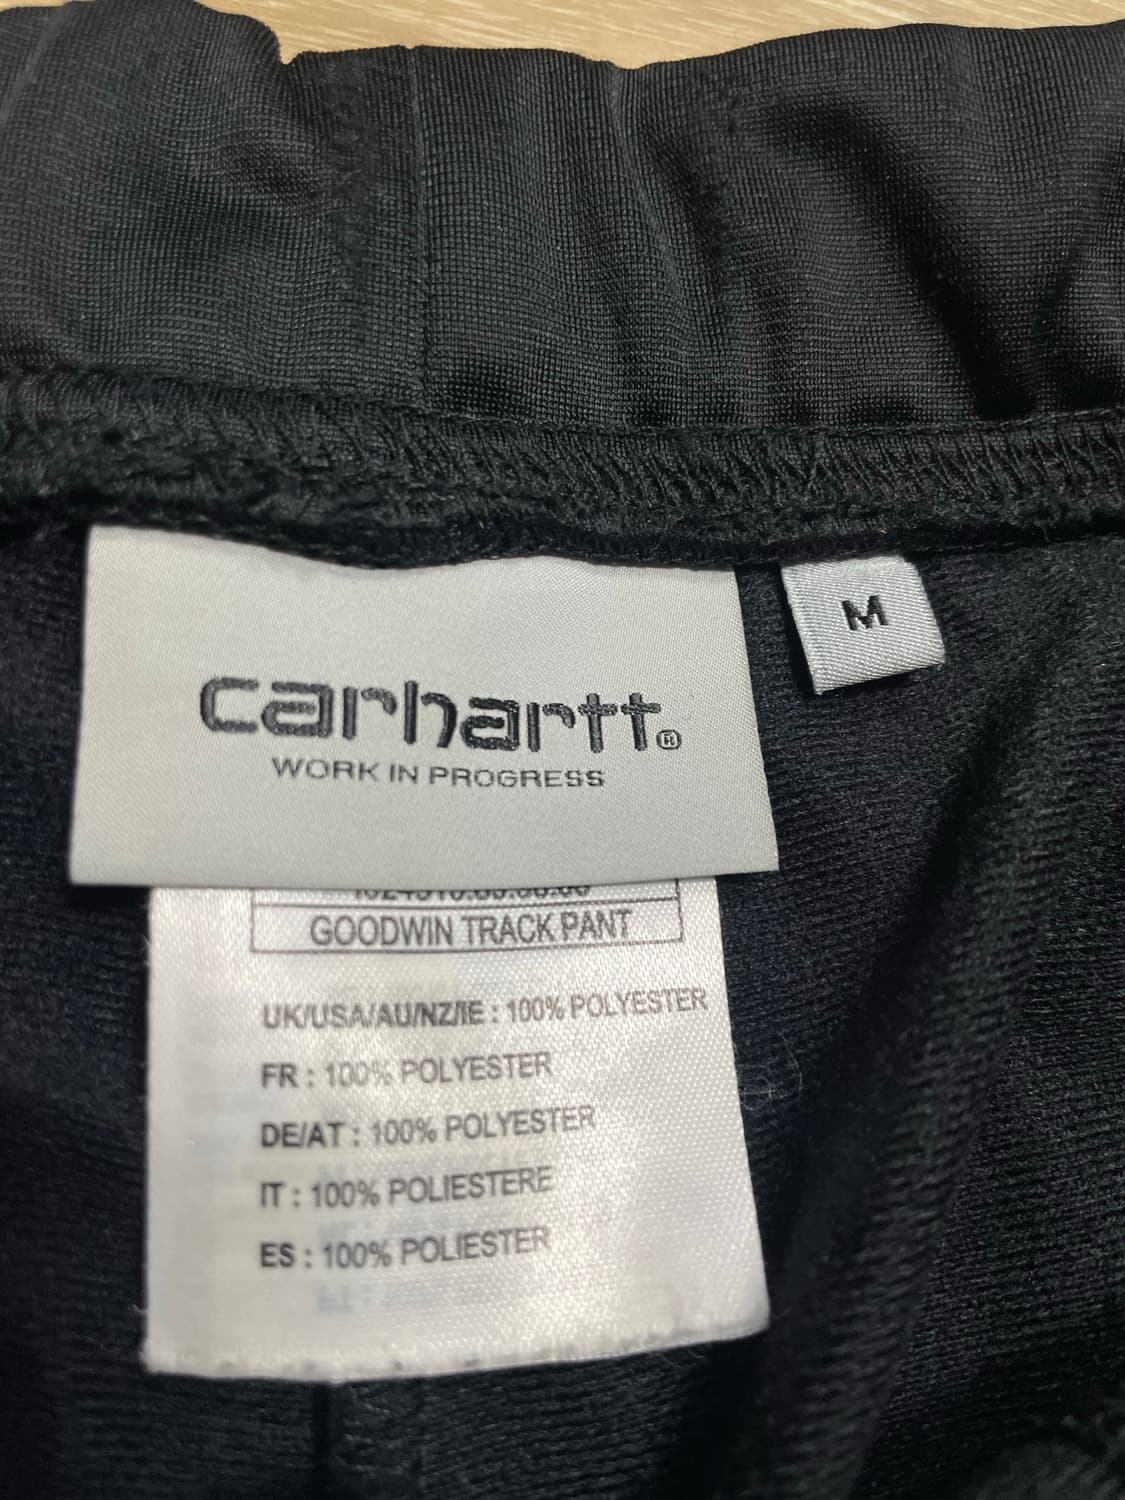 carhartt®
WORK IN PROGRESS
M
GOODWIN TRACK PANT
UK/USA/AU/NZ/IE : 100% POLYESTER
FR : 100% POLYESTER
DE/AT : 100% POLYESTER
IT : 100% POLIESTERE
ES : 100% POLIESTER